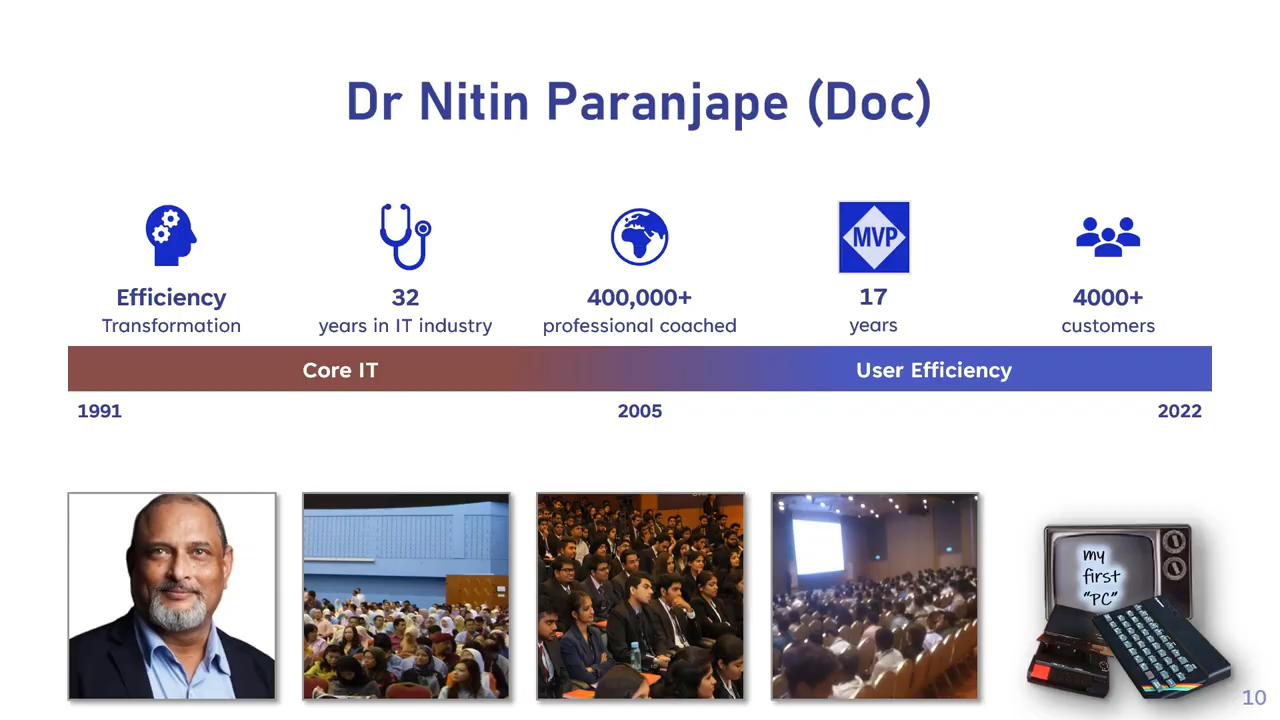 Dr Nitin Paranjape (Doc)
Efficiency
Transformation
32
years in IT industry
400,000+
professional coached
MVP
17
years
4000+
customers
Core IT
User Efficiency
1991
2005
2022
my
first
"PC"
10